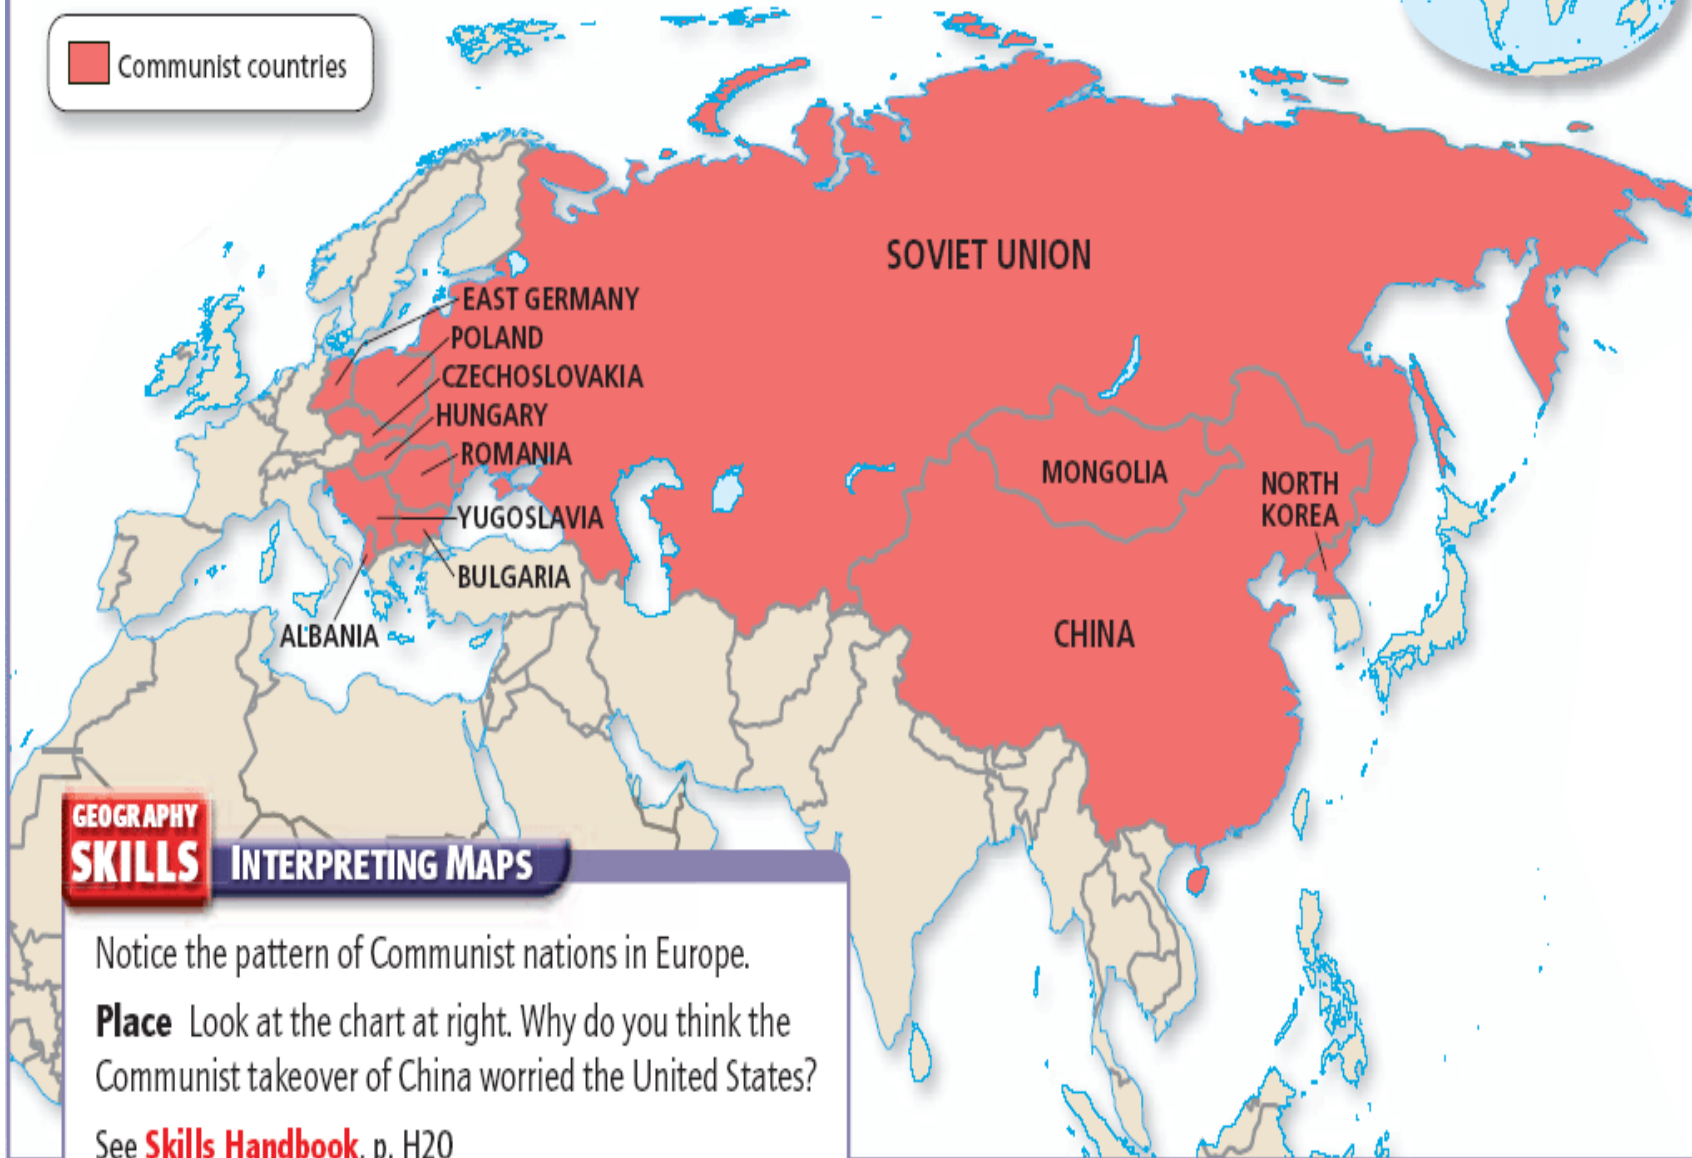 Communist countries
SOVIET UNION
EAST GERMANY
POLAND
CZECHOSLOVAKIA
HUNGARY
ROMANIA
YUGOSLAVIA
BULGARIA
ALBANIA
MONGOLIA
NORTH
KOREA
CHINA
GEOGRAPHY
SKILLS
INTERPRETING MAPS
Notice the pattern of Communist nations in Europe.
Place Look at the chart at right. Why do you think the
Communist takeover of China worried the United States?
See Skills Handbook, p. H20